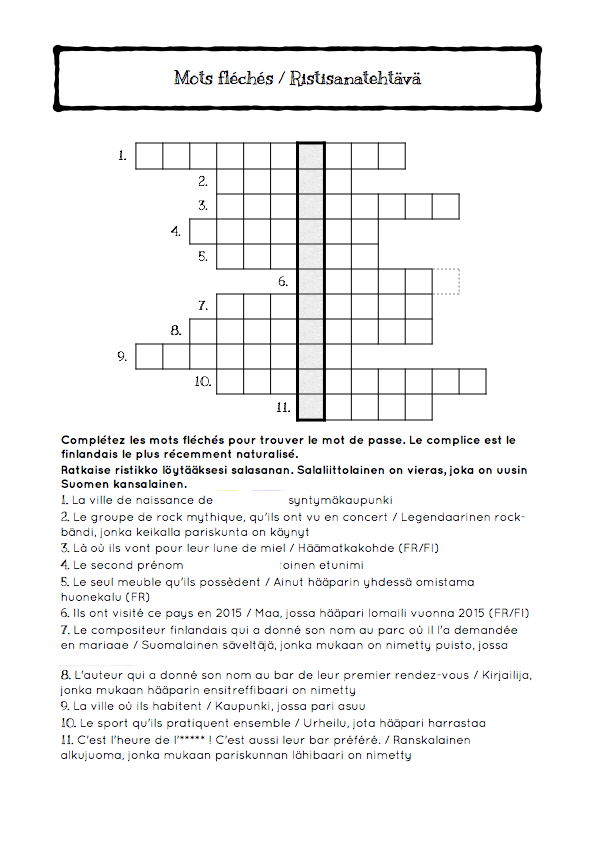 Mots fléchés / Ristisanatehtävä
1.
2.
3.
4.
5.
6.
7.
8.
9.
10.
11.
Complétez les mots fléchés pour trouver le mot de passe. Le complice est le
finlandais le plus récemment naturalisé.
Ratkaise ristikko löytääksesi salasanan. Salaliittolainen on vieras, joka on uusin
Suomen kansalainen.
1. La ville de naissance de syntymäkaupunki
2. Le groupe de rock mythique, qu'ils ont vu en concert / Legendaarinen rock-
bändi, jonka keikalla pariskunta on käynyt
3. Là où ils vont pour leur lune de miel / Häämatkakohde (FR/FI)
4. Le second prénom oinen etunimi
5. Le seul meuble qu'ils possèdent / Ainut hääparin yhdessä omistama
huonekalu (FR)
6. Ils ont visité ce pays en 2015 / Maa, jossa hääpari lomaili vuonna 2015 (FR/FI)
7. Le compositeur finlandais qui a donné son nom au parc où il l'a demandée
en mariage / Suomalainen säveltäjä, jonka mukaan on nimetty puisto, jossa
8. L'auteur qui a donné son nom au bar de leur premier rendez-vous / Kirjailija,
jonka mukaan hääparin ensitreffibaari on nimetty
9. La ville où ils habitent / Kaupunki, jossa pari asuu
10. Le sport qu'ils pratiquent ensemble / Urheilu, jota hääpari harrastaa
11. C'est l'heure de l'***** ! C'est aussi leur bar préféré. / Ranskalainen
alkujuoma, jonka mukaan pariskunnan lähibaari on nimetty